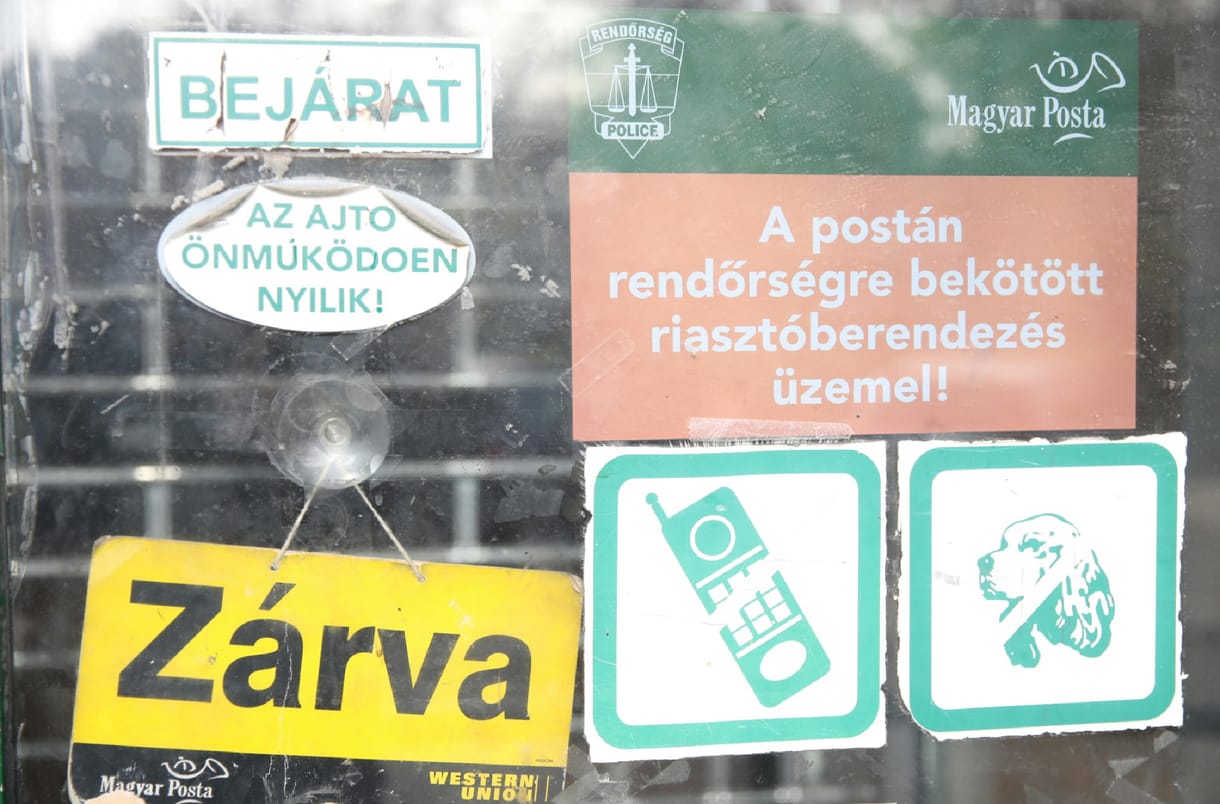 BEJÁRAT
AZ AJTO
ÖNMÚKÖDOEN
NYILIK!
RENDŐRSÉG
POLICE
Magyar Posta
A postán
rendőrségre bekötött
riasztóberendezés
üzemel!
Zárva
Magyar Posta
WESTERN
UNION